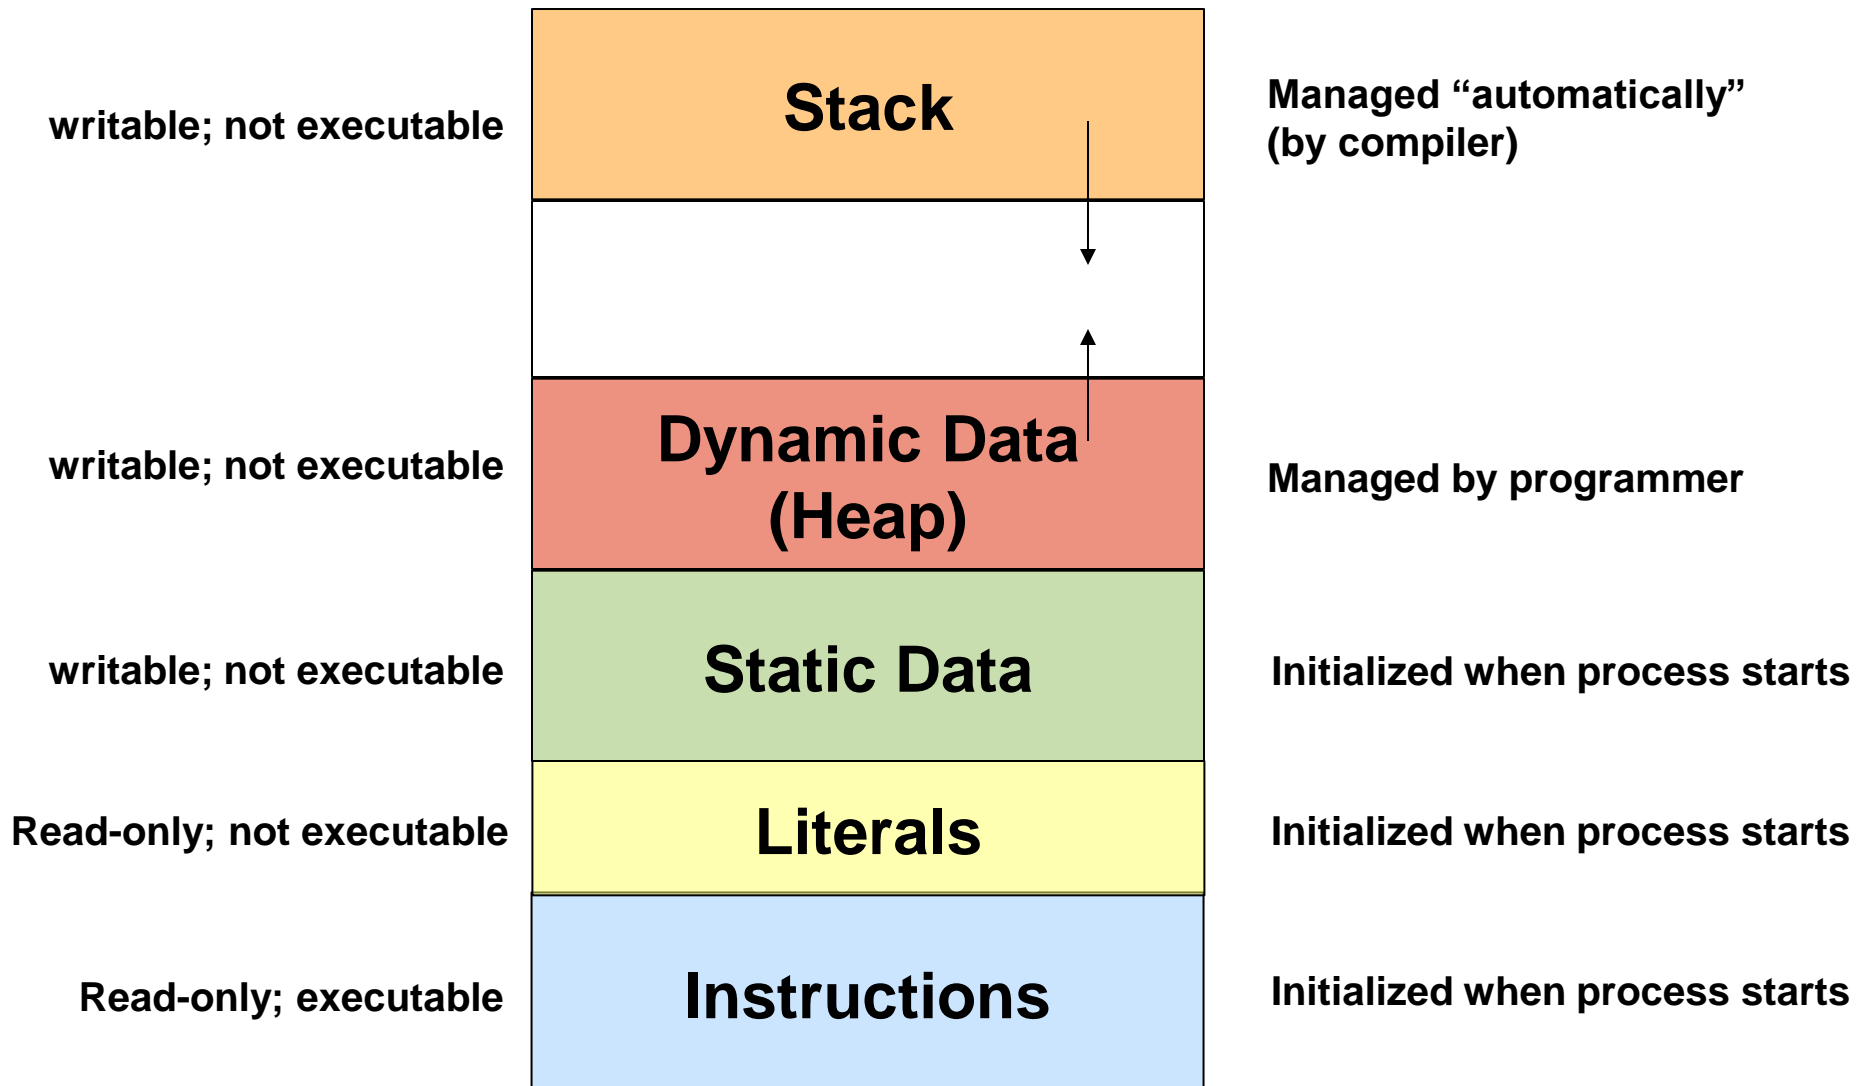 writable; not executable
Stack
Managed “automatically”
(by compiler)
writable; not executable
Dynamic Data
(Heap)
Managed by programmer
writable; not executable
Static Data
Initialized when process starts
Read-only; not executable
Literals
Initialized when process starts
Read-only; executable
Instructions
Initialized when process starts